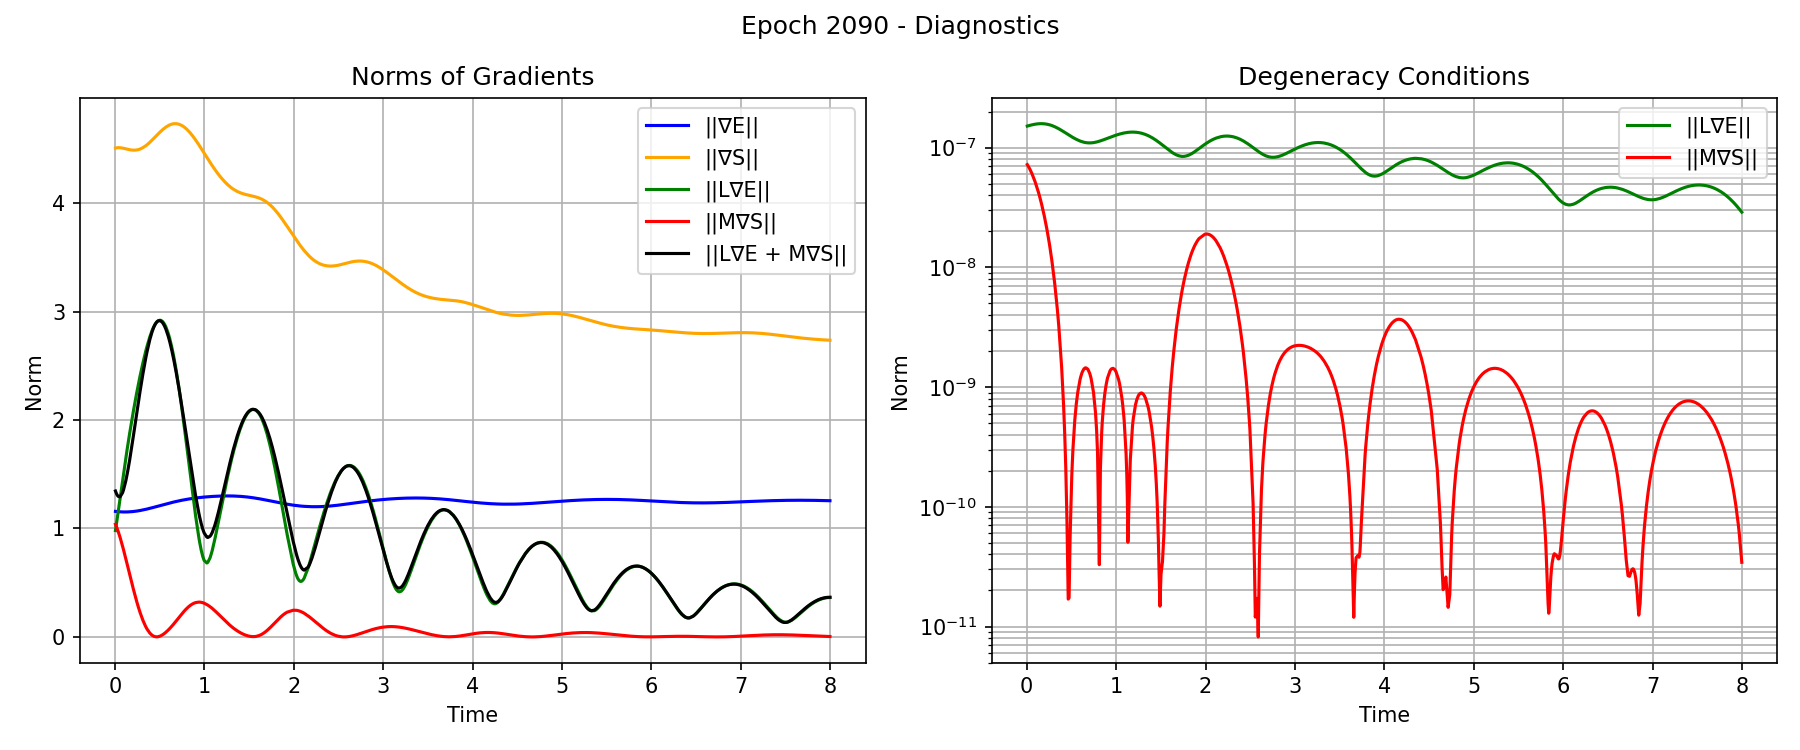 Epoch 2090 - Diagnostics
Norms of Gradients
||∇E||
||∇S||
||L∇E||
||M∇S||
||L∇E + M∇S||
4
3
2
1
0
Norm
0 1 2 3 4 5 6 7 8
Time
Degeneracy Conditions
||L∇E||
||M∇S||
10⁻⁷
10⁻⁸
10⁻⁹
10⁻¹⁰
10⁻¹¹
Norm
0 1 2 3 4 5 6 7 8
Time